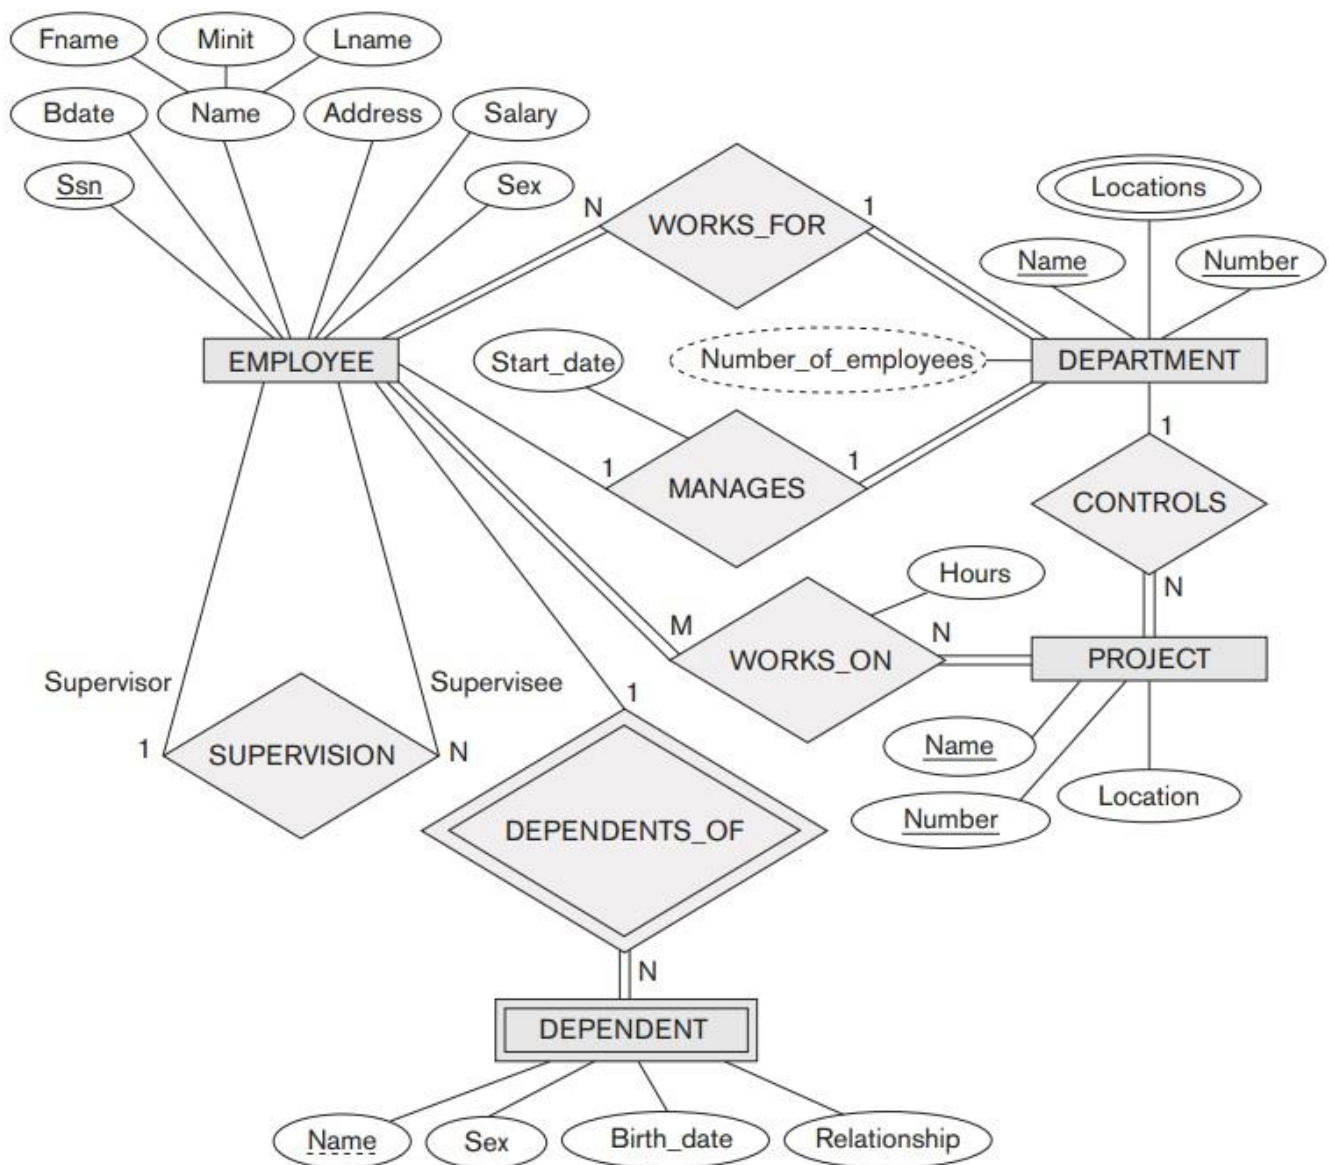 Fname Minit Lname
Bdate Name Address Salary
Ssn Sex
N WORKS_FOR 1
Locations
Name Number
EMPLOYEE
Start_date
Number_of_employees
DEPARTMENT
1 MANAGES 1
1
CONTROLS
N
Hours
M WORKS_ON N
PROJECT
Name
Number
Location
Supervisor Supervisee
1 SUPERVISION N
1
DEPENDENTS_OF
N
DEPENDENT
Name Sex Birth_date Relationship